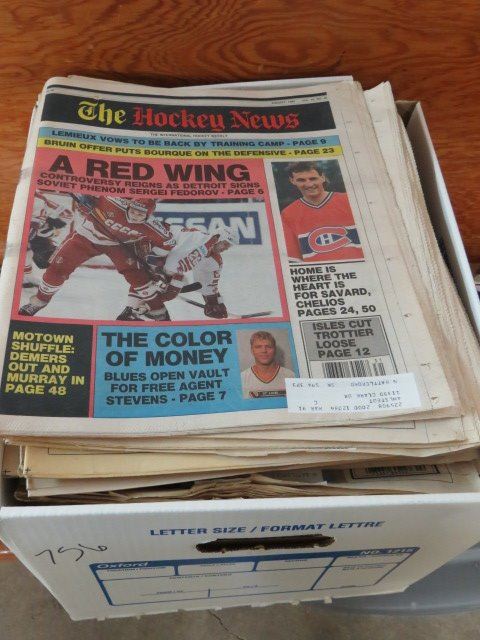 The Hockey News
THE INTERNATIONAL HOCKEY WEEKLY
LEMIEUX VOWS TO BE BACK BY TRAINING CAMP - PAGE 9
BRUIN OFFER PUTS BOURQUE ON THE DEFENSIVE - PAGE 23
A RED WING
CONTROVERSY REIGNS AS DETROIT SIGNS
SOVIET PHENOM SERGEI FEDOROV - PAGE 6
HOME IS
WHERE THE
HEART IS
FOR SAVARD,
CHELIOS
PAGES 24, 50
ISLES CUT
TROTTIER
LOOSE
PAGE 12
MOTOWN
SHUFFLE:
DEMERS
OUT AND
MURRAY IN
PAGE 48
THE COLOR
OF MONEY
BLUES OPEN VAULT
FOR FREE AGENT
STEVENS - PAGE 7
LETTER SIZE / FORMAT LETTRE
756
Oxford
NO. 1215